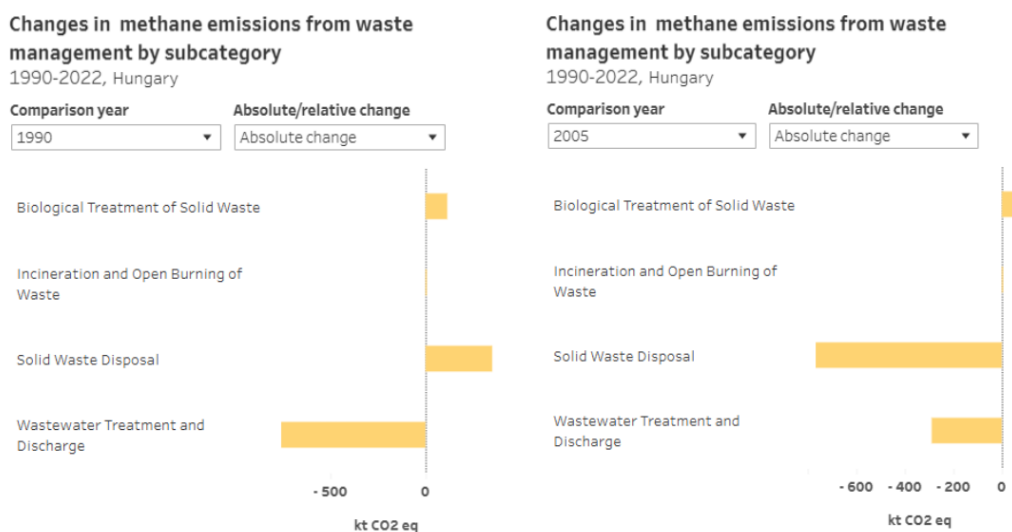 Changes in methane emissions from waste
management by subcategory
1990-2022, Hungary
Comparison year
Absolute/relative change
1990
Absolute change
Biological Treatment of Solid Waste
Incineration and Open Burning of
Waste
Solid Waste Disposal
Wastewater Treatment and
Discharge
- 500
0
kt CO2 eq
Changes in methane emissions from waste
management by subcategory
1990-2022, Hungary
Comparison year
Absolute/relative change
2005
Absolute change
Biological Treatment of Solid Waste
Incineration and Open Burning of
Waste
Solid Waste Disposal
Wastewater Treatment and
Discharge
- 600
- 400
- 200
0
kt CO2 eq